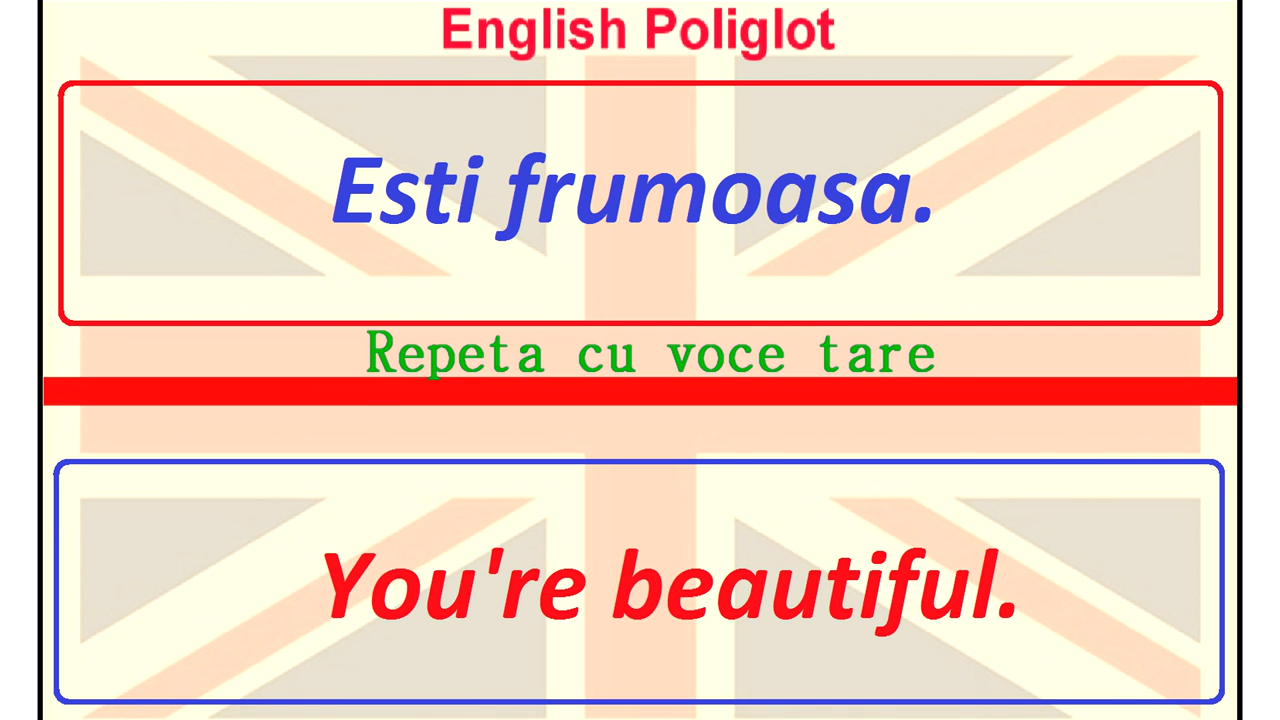 English Poliglot
Esti frumoasa.
Repeta cu voce tare
You're beautiful.